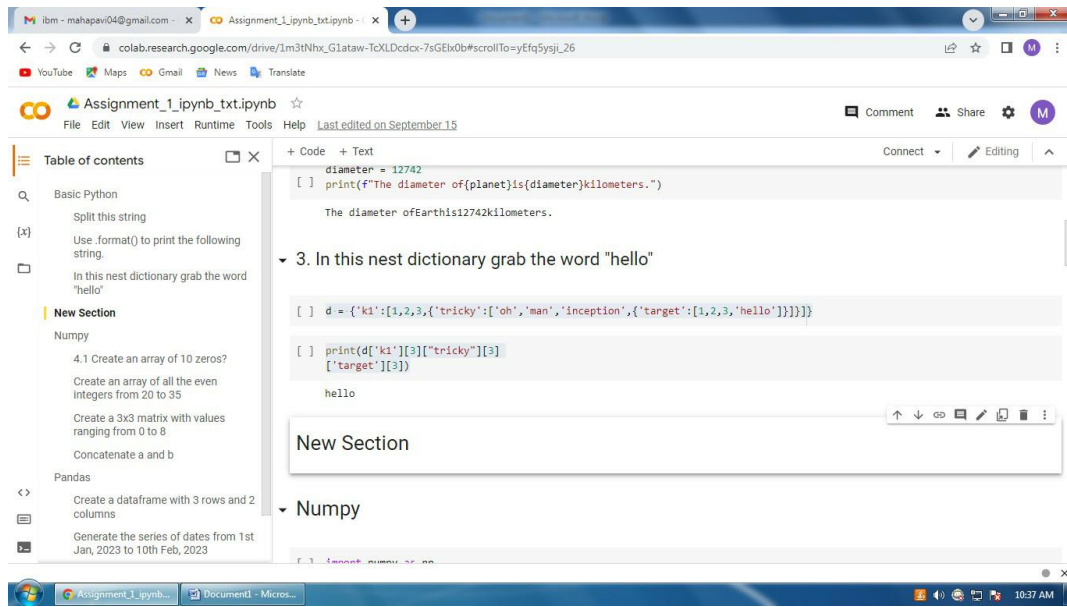 ibm - mahapavi04@gmail.com -
Assignment_1_ipynb_txt.ipynb -
colab.research.google.com/drive/1m3tNhx_G1ataw-TcXLDcdcx-7sGEIx0b#scrollTo=yEfq5ysji_26
M
YouTube Maps Gmail News Translate
CO
Assignment_1_ipynb_txt.ipynb
Comment Share M
File Edit View Insert Runtime Tools Help Last edited on September 15
Table of contents
+ Code + Text
Connect Editing
Basic Python
Split this string
Use .format() to print the following
string.
In this nest dictionary grab the word
"hello"
New Section
Numpy
4.1 Create an array of 10 zeros?
Create an array of all the even
integers from 20 to 35
Create a 3x3 matrix with values
ranging from 0 to 8
Concatenate a and b
Pandas
Create a dataframe with 3 rows and 2
columns
Generate the series of dates from 1st
Jan, 2023 to 10th Feb, 2023
{x}
diameter = 12742
[ ] print(f"The diameter of{planet}is{diameter}kilometers.")
The diameter ofEarthis12742kilometers.
3. In this nest dictionary grab the word "hello"
[ ] d = {'k1':[1,2,3,{'tricky':['oh','man','inception',{'target':[1,2,3,'hello']}]}]}
[ ] print(d['k1'][3]["tricky"][3]
['target'][3])
hello
New Section
Numpy
[ ] import numpy as np
Assignment_1_ipynb... Document1 - Micros...
10:37 AM